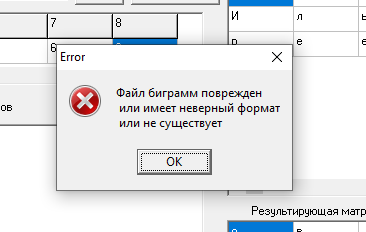 7 8
И л
6
р е е
Error
Файл биграмм поврежден
или имеет неверный формат
или не существует
ов
OK
Результирующая матр